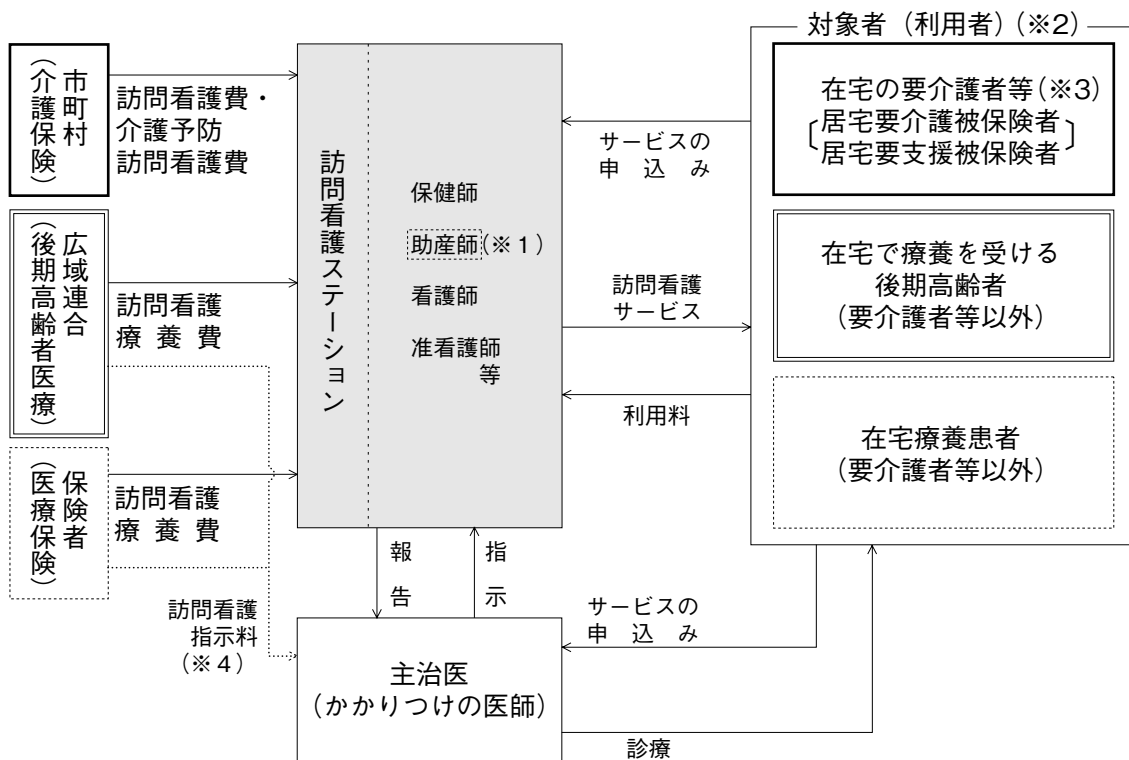 市町村
(介護保険)
訪問看護費・
介護予防
訪問看護費
広域連合
(後期高齢者医療)
訪問看護
療養費
保険者
(医療保険)
訪問看護
療養費
訪問看護
指示料
(※4)
訪問看護ステーション
保健師
助産師(※1)
看護師
准看護師
等
サービスの
申込み
訪問看護
サービス
利用料
対象者(利用者)(※2)
在宅の要介護者等(※3)
居宅要介護被保険者
居宅要支援被保険者
在宅で療養を受ける
後期高齢者
(要介護者等以外)
在宅療養患者
(要介護者等以外)
報告
指示
サービスの
申込み
主治医
(かかりつけの医師)
診療